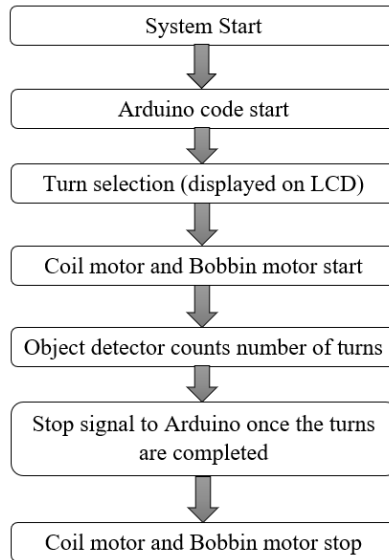 System Start
Arduino code start
Turn selection (displayed on LCD)
Coil motor and Bobbin motor start
Object detector counts number of turns
Stop signal to Arduino once the turns
are completed
Coil motor and Bobbin motor stop